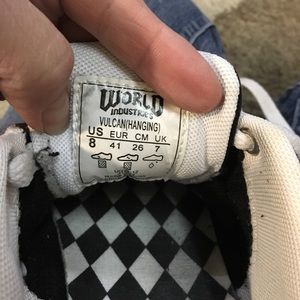 WORLD
INDUSTRIES
VULCAN(HANGING)
US EUR CM UK
8 41 26 7